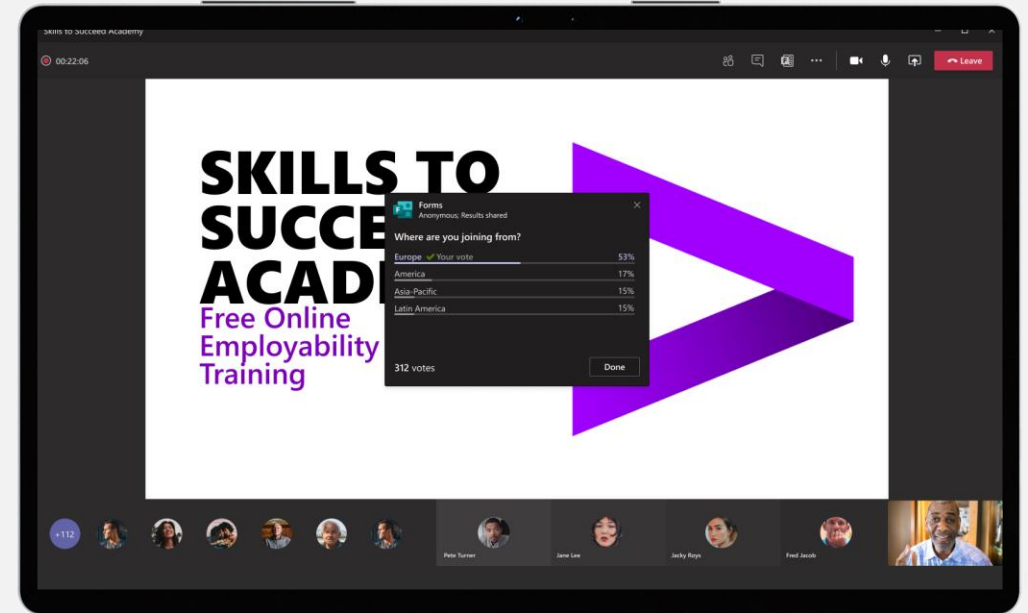 Skills to Succeed Academy
00:22:06
Leave
SKILLS TO
SUCCE
ACAD
Free Online
Employability
Training
Forms
Anonymous; Results shared
Where are you joining from?
Europe Your vote 53%
America 17%
Asia-Pacific 15%
Latin America 15%
312 votes
Done
+112
Pete Turner
Jane Lee
Jacky Roys
Fred Jacob